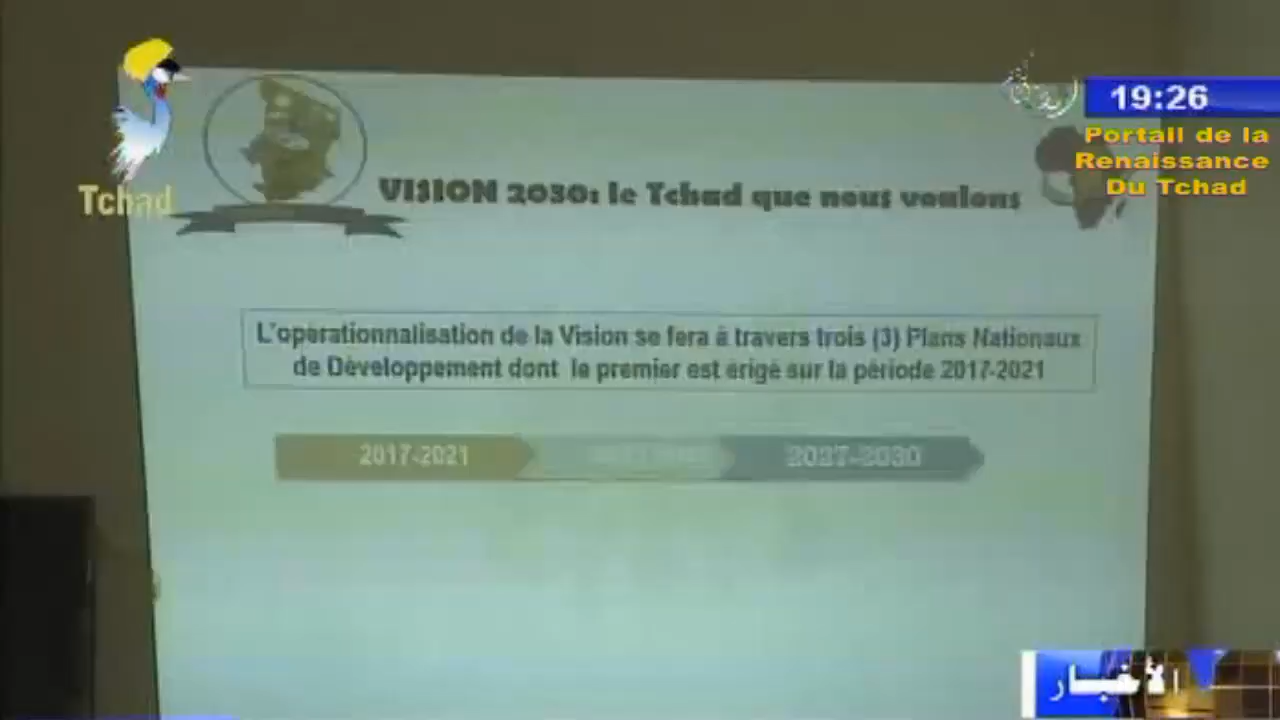 Tchad
19:26
Portail de la
Renaissance
Du Tchad
VISION 2030: le Tchad que nous voulons
L'opérationnalisation de la Vision se fera à travers trois (3) Plans Nationaux
de Développement dont le premier est érigé sur la période 2017-2021
2017-2021
2027-2030
الأخبار